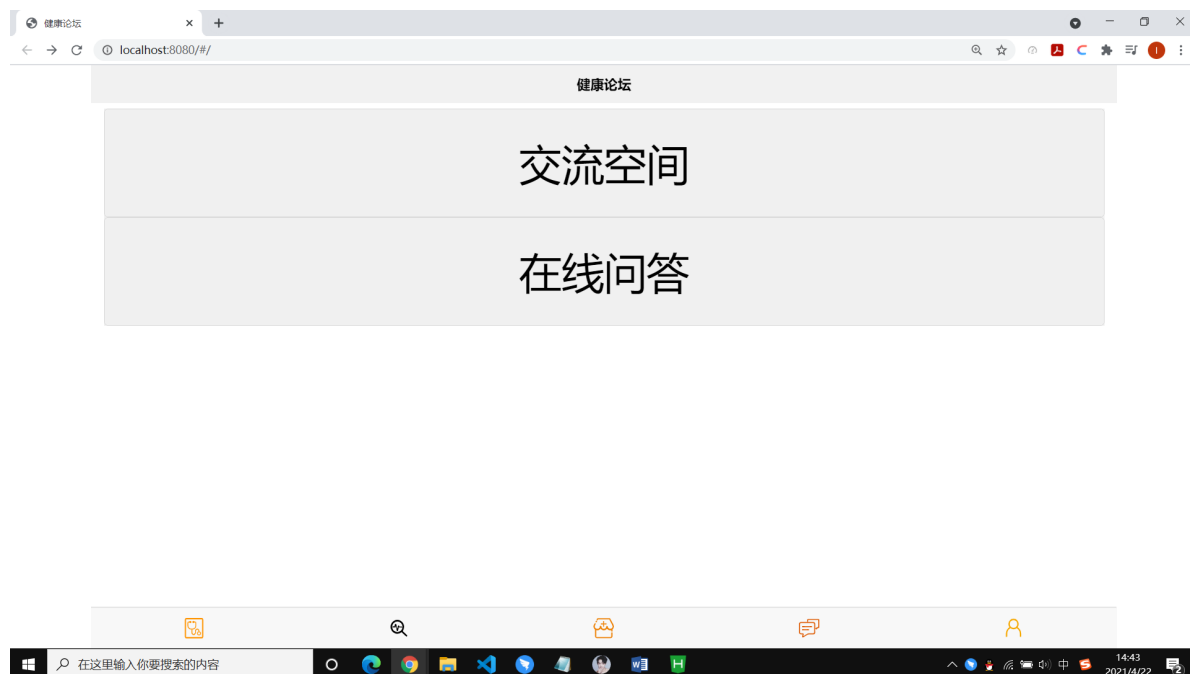 健康论坛
localhost:8080/#/
健康论坛
交流空间
在线问答
在这里输入你要搜索的内容
中
14:43
2021/4/22
2